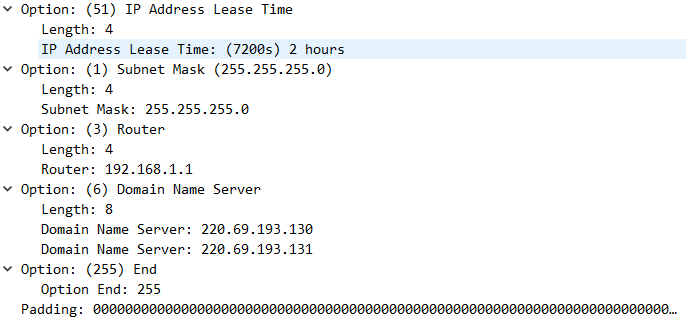 Option: (51) IP Address Lease Time
Length: 4
IP Address Lease Time: (7200s) 2 hours
Option: (1) Subnet Mask (255.255.255.0)
Length: 4
Subnet Mask: 255.255.255.0
Option: (3) Router
Length: 4
Router: 192.168.1.1
Option: (6) Domain Name Server
Length: 8
Domain Name Server: 220.69.193.130
Domain Name Server: 220.69.193.131
Option: (255) End
Option End: 255
Padding: 000000000000000000000000000000000000000000000000000000000000000000000000…